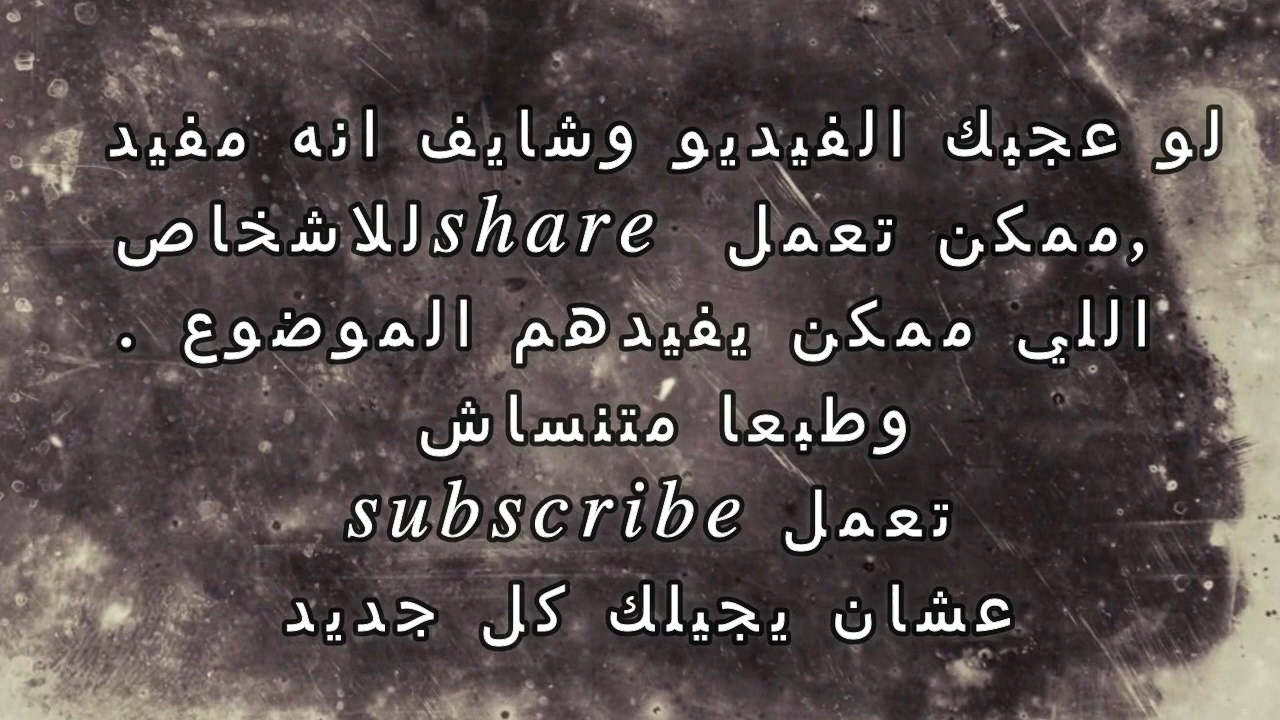 لو عجبك الفيديو وشايف انه مفيد
,ممكن تعمل share للاشخاص
اللي ممكن يفيدهم الموضوع .
وطبعا متنساش
تعمل subscribe
عشان يجيلك كل جديد